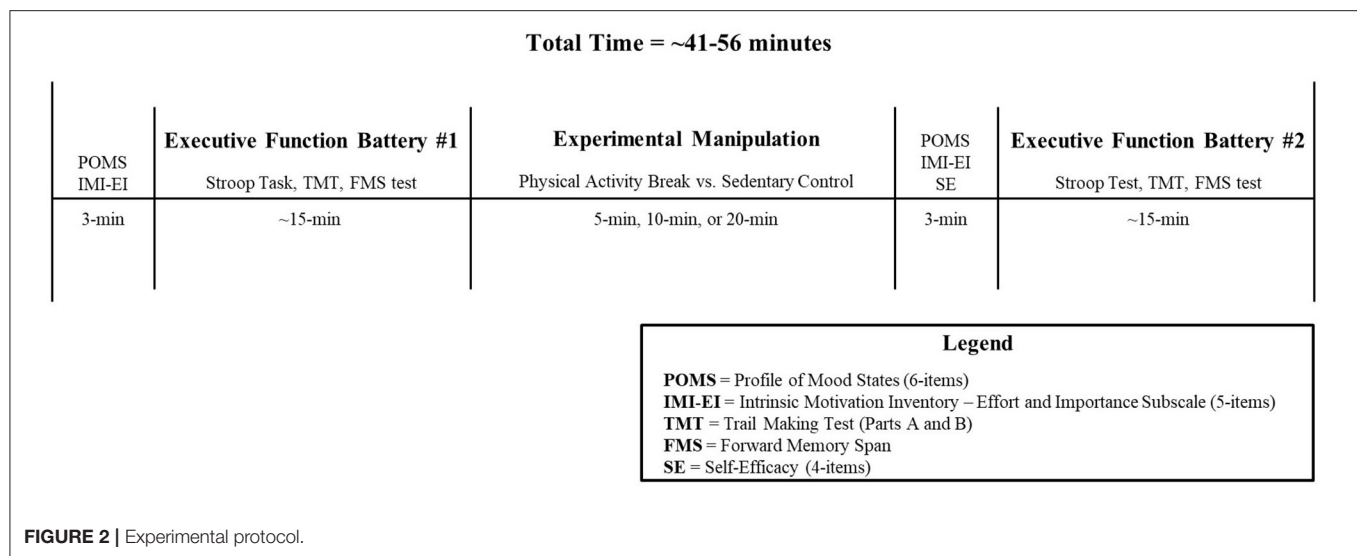 Total Time = ~41-56 minutes
POMS
IMI-EI
3-min
Executive Function Battery #1
Stroop Task, TMT, FMS test
~15-min
Experimental Manipulation
Physical Activity Break vs. Sedentary Control
5-min, 10-min, or 20-min
POMS
IMI-EI
SE
3-min
Executive Function Battery #2
Stroop Test, TMT, FMS test
~15-min
Legend
POMS = Profile of Mood States (6-items)
IMI-EI = Intrinsic Motivation Inventory – Effort and Importance Subscale (5-items)
TMT = Trail Making Test (Parts A and B)
FMS = Forward Memory Span
SE = Self-Efficacy (4-items)
FIGURE 2 | Experimental protocol.